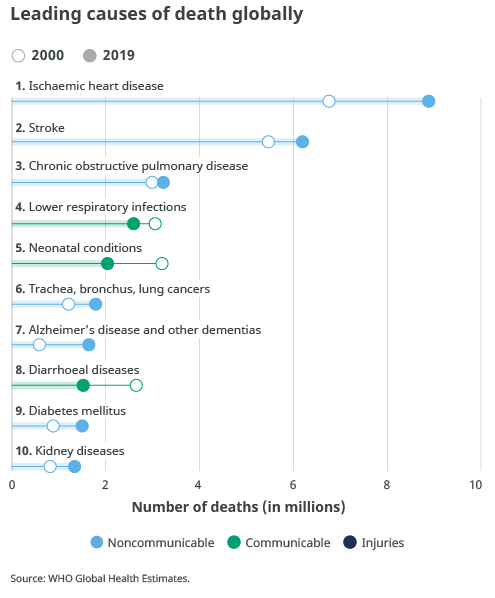 Leading causes of death globally
2000 2019
1. Ischaemic heart disease
2. Stroke
3. Chronic obstructive pulmonary disease
4. Lower respiratory infections
5. Neonatal conditions
6. Trachea, bronchus, lung cancers
7. Alzheimer's disease and other dementias
8. Diarrhoeal diseases
9. Diabetes mellitus
10. Kidney diseases
0 2 4 6 8 10
Number of deaths (in millions)
Noncommunicable Communicable Injuries
Source: WHO Global Health Estimates.